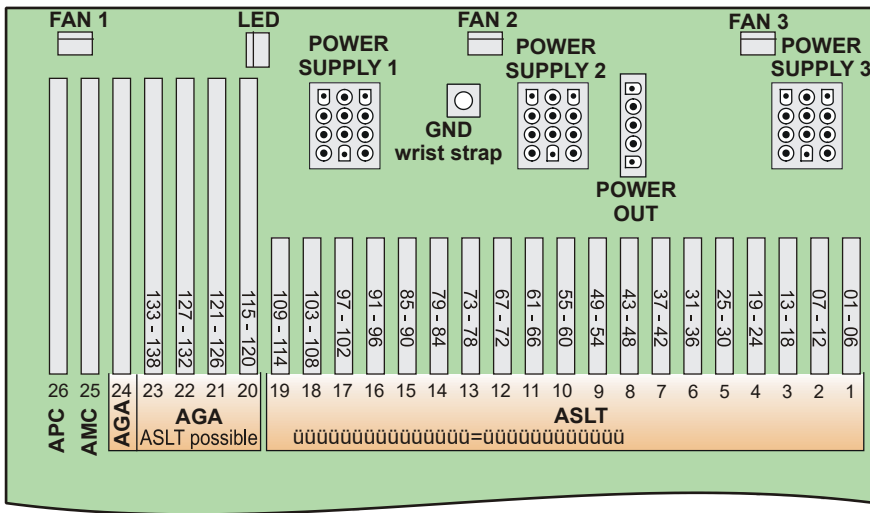 FAN 1
LED
FAN 2
FAN 3
POWER
SUPPLY 1
POWER
SUPPLY 2
POWER
SUPPLY 3
GND
wrist strap
POWER
OUT
133 - 138
127 - 132
121 - 126
115 - 120
109 - 114
103 - 108
97 - 102
91 - 96
85 - 90
79 - 84
73 - 78
67 - 72
61 - 66
55 - 60
49 - 54
43 - 48
37 - 42
31 - 36
25 - 30
19 - 24
13 - 18
07 - 12
01 - 06
26 25 24 23 22 21 20 19 18 17 16 15 14 13 12 11 10 9 8 7 6 5 4 3 2 1
APC
AMC
AGA
AGA
ASLT possible
ASLT
üüüüüüüüüüüüüüü=üüüüüüüüüüüü